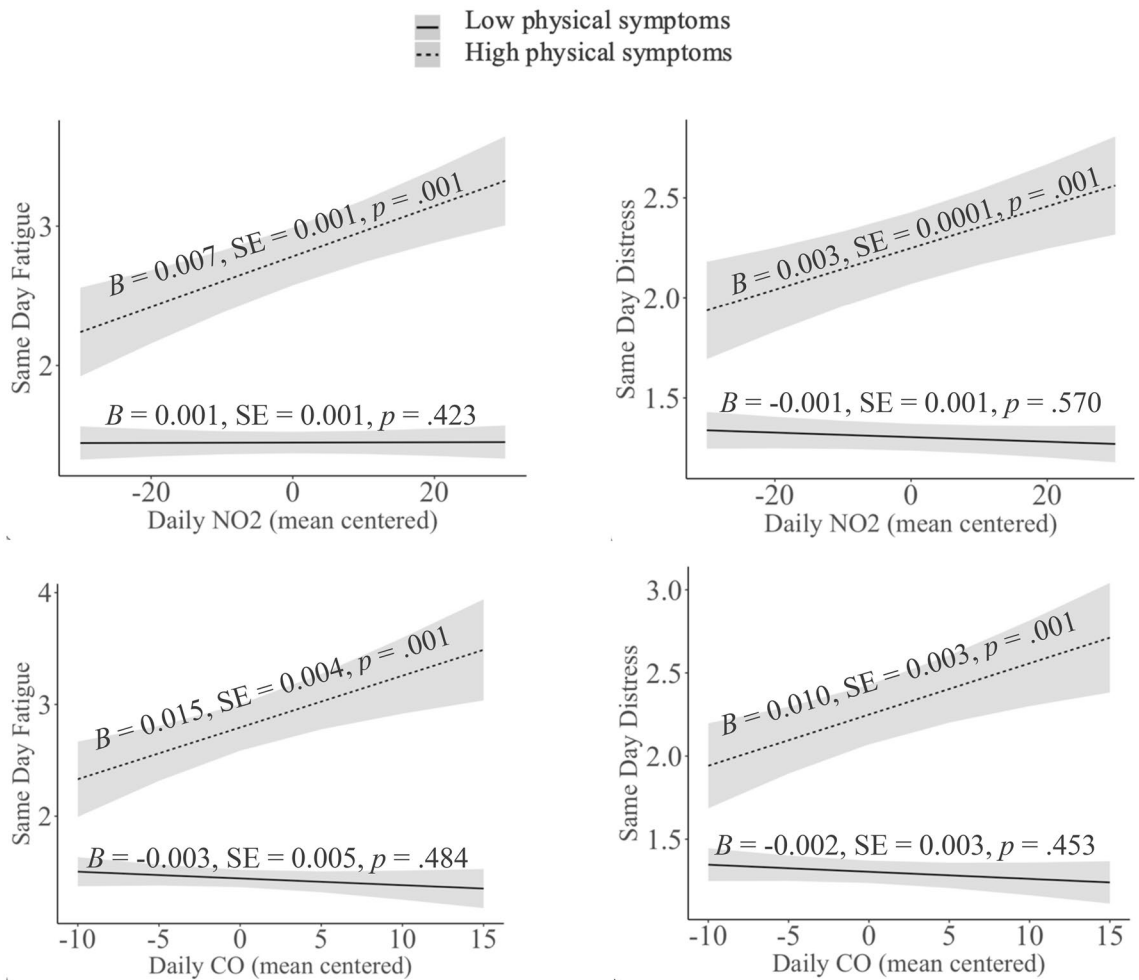 Low physical symptoms
High physical symptoms
Same Day Fatigue
3
2
B = 0.007, SE = 0.001, p = .001
B = 0.001, SE = 0.001, p = .423
-20 0 20
Daily NO2 (mean centered)
Same Day Distress
2.5
2.0
1.5
B = 0.003, SE = 0.0001, p = .001
B = -0.001, SE = 0.001, p = .570
-20 0 20
Daily NO2 (mean centered)
Same Day Fatigue
4
3
2
B = 0.015, SE = 0.004, p = .001
B = -0.003, SE = 0.005, p = .484
-10 -5 0 5 10 15
Daily CO (mean centered)
Same Day Distress
3.0
2.5
2.0
1.5
B = 0.010, SE = 0.003, p = .001
B = -0.002, SE = 0.003, p = .453
-10 -5 0 5 10 15
Daily CO (mean centered)